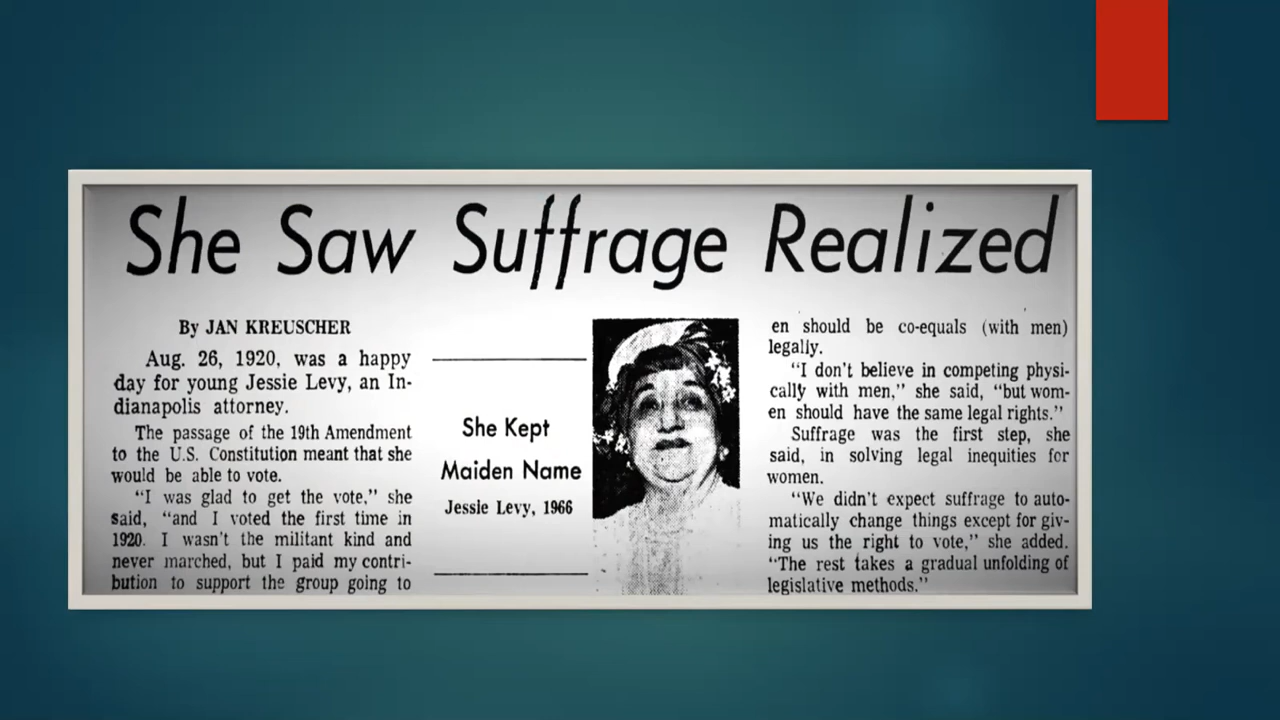 She Saw Suffrage Realized
By JAN KREUSCHER
Aug. 26, 1920, was a happy
day for young Jessie Levy, an In-
dianapolis attorney.
The passage of the 19th Amendment
to the U.S. Constitution meant that she
would be able to vote.
“I was glad to get the vote,” she
said, “and I voted the first time in
1920. I wasn't the militant kind and
never marched, but I paid my contri-
bution to support the group going to
She Kept
Maiden Name
Jessie Levy, 1966
en should be co-equals (with men)
legally.
“I don't believe in competing physi-
cally with men,” she said, “but wom-
en should have the same legal rights.”
Suffrage was the first step, she
said, in solving legal inequities for
women.
“We didn't expect suffrage to auto-
matically change things except for giv-
ing us the right to vote,” she added.
“The rest takes a gradual unfolding of
legislative methods.”